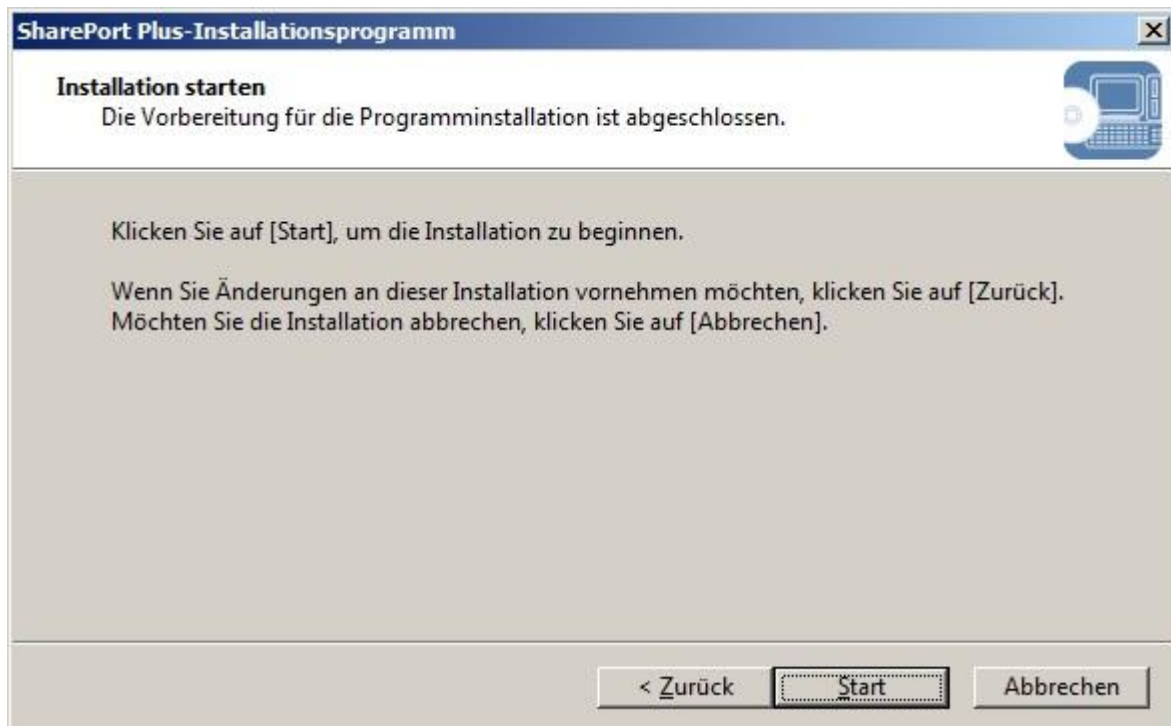 SharePort Plus-Installationsprogramm
Installation starten
Die Vorbereitung für die Programminstallation ist abgeschlossen.
Klicken Sie auf [Start], um die Installation zu beginnen.
Wenn Sie Änderungen an dieser Installation vornehmen möchten, klicken Sie auf [Zurück].
Möchten Sie die Installation abbrechen, klicken Sie auf [Abbrechen].
< Zurück Start Abbrechen